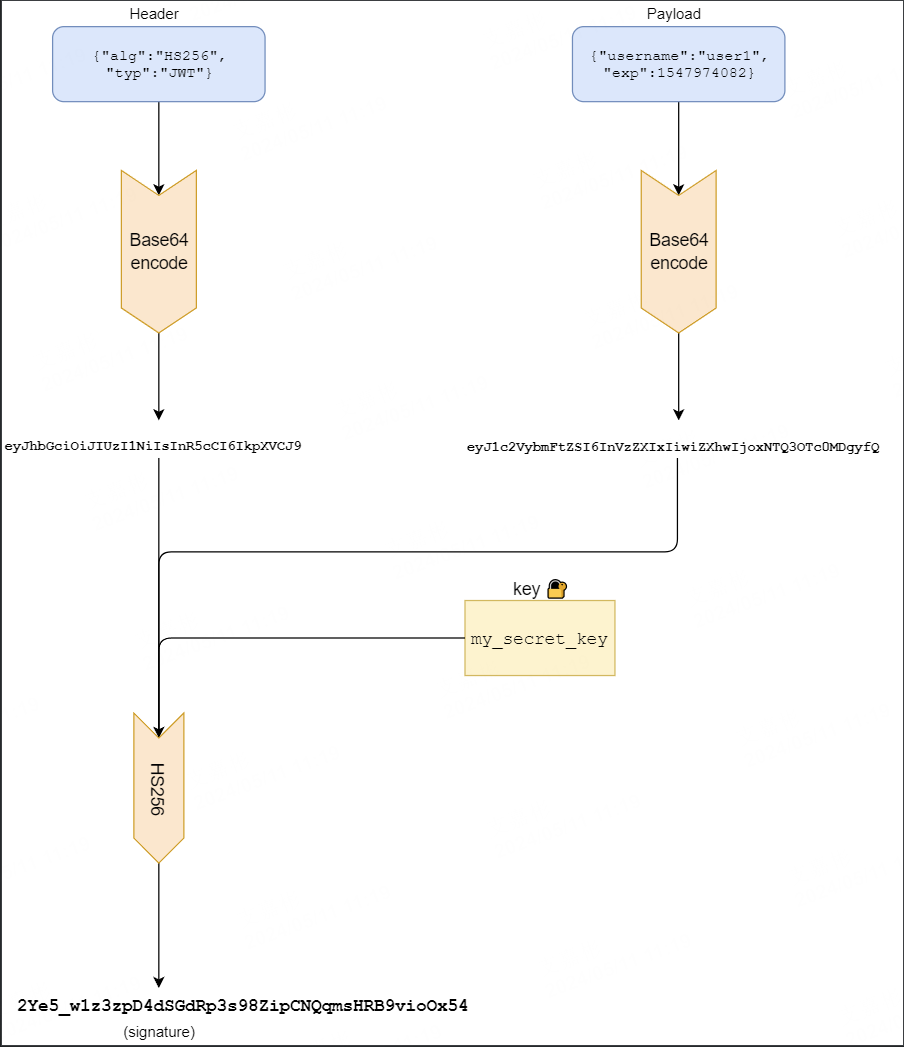 Header
Payload
{"alg":"HS256",
"typ":"JWT"}
{"username":"user1",
"exp":1547974082}
Base64
encode
Base64
encode
eyJhbGciOiJIUzI1NiIsInR5cCI6IkpXVCJ9
eyJ1c2VybmFtZSI6InVzZXIxIiwiZXhwIjoxNTQ3OTc0MDgyfQ
key
my_secret_key
HS256
2Ye5_w1z3zpD4dSGdRp3s98ZipCNQqmsHRB9vioOx54
(signature)